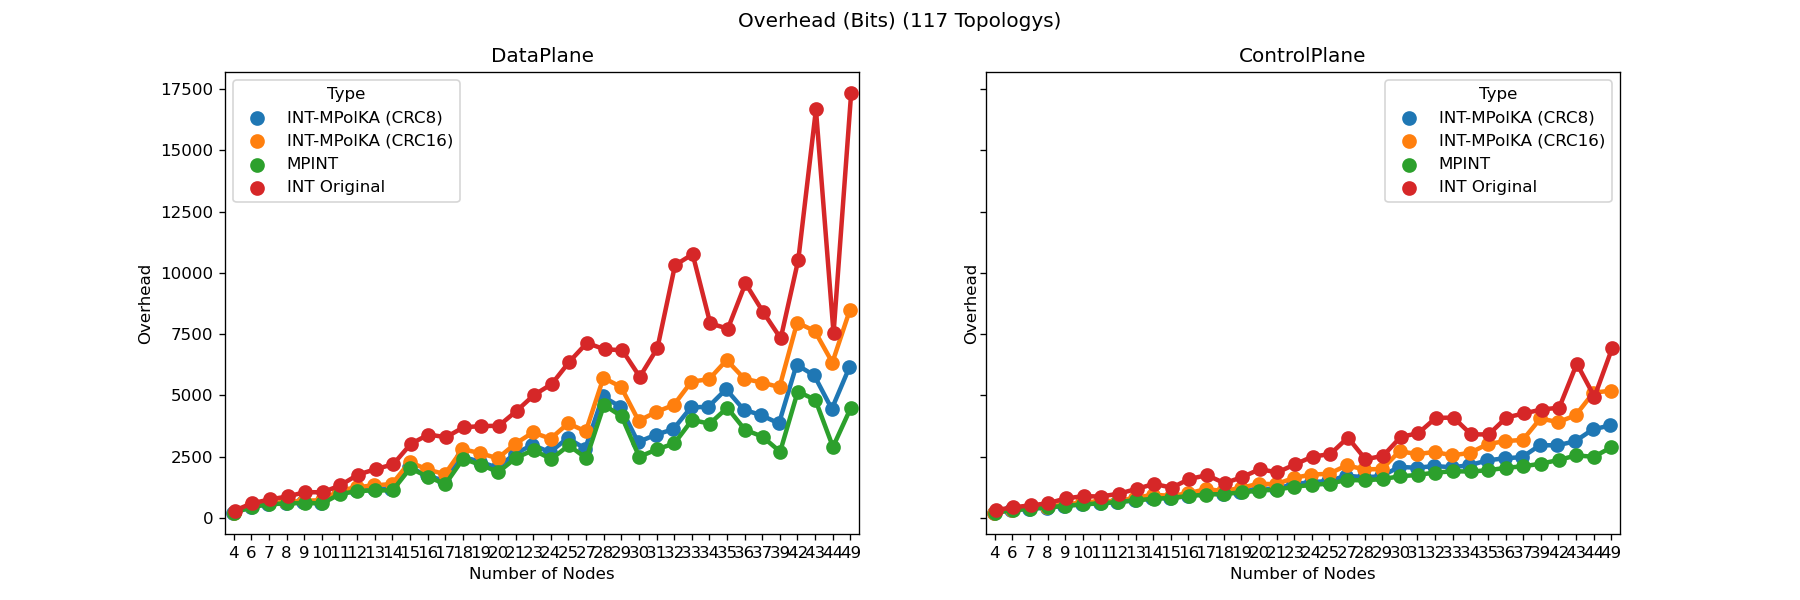 Overhead (Bits) (117 Topologys)
DataPlane
Type
INT-MPolKA (CRC8)
INT-MPolKA (CRC16)
MPINT
INT Original
Overhead
17500
15000
12500
10000
7500
5000
2500
0
4 6 7 8 9 10 11 12 13 14 15 16 17 18 19 20 21 23 24 25 27 28 29 30 31 32 33 34 35 36 37 39 42 43 44 49
Number of Nodes
ControlPlane
Type
INT-MPolKA (CRC8)
INT-MPolKA (CRC16)
MPINT
INT Original
Overhead
4 6 7 8 9 10 11 12 13 14 15 16 17 18 19 20 21 23 24 25 27 28 29 30 31 32 33 34 35 36 37 39 42 43 44 49
Number of Nodes